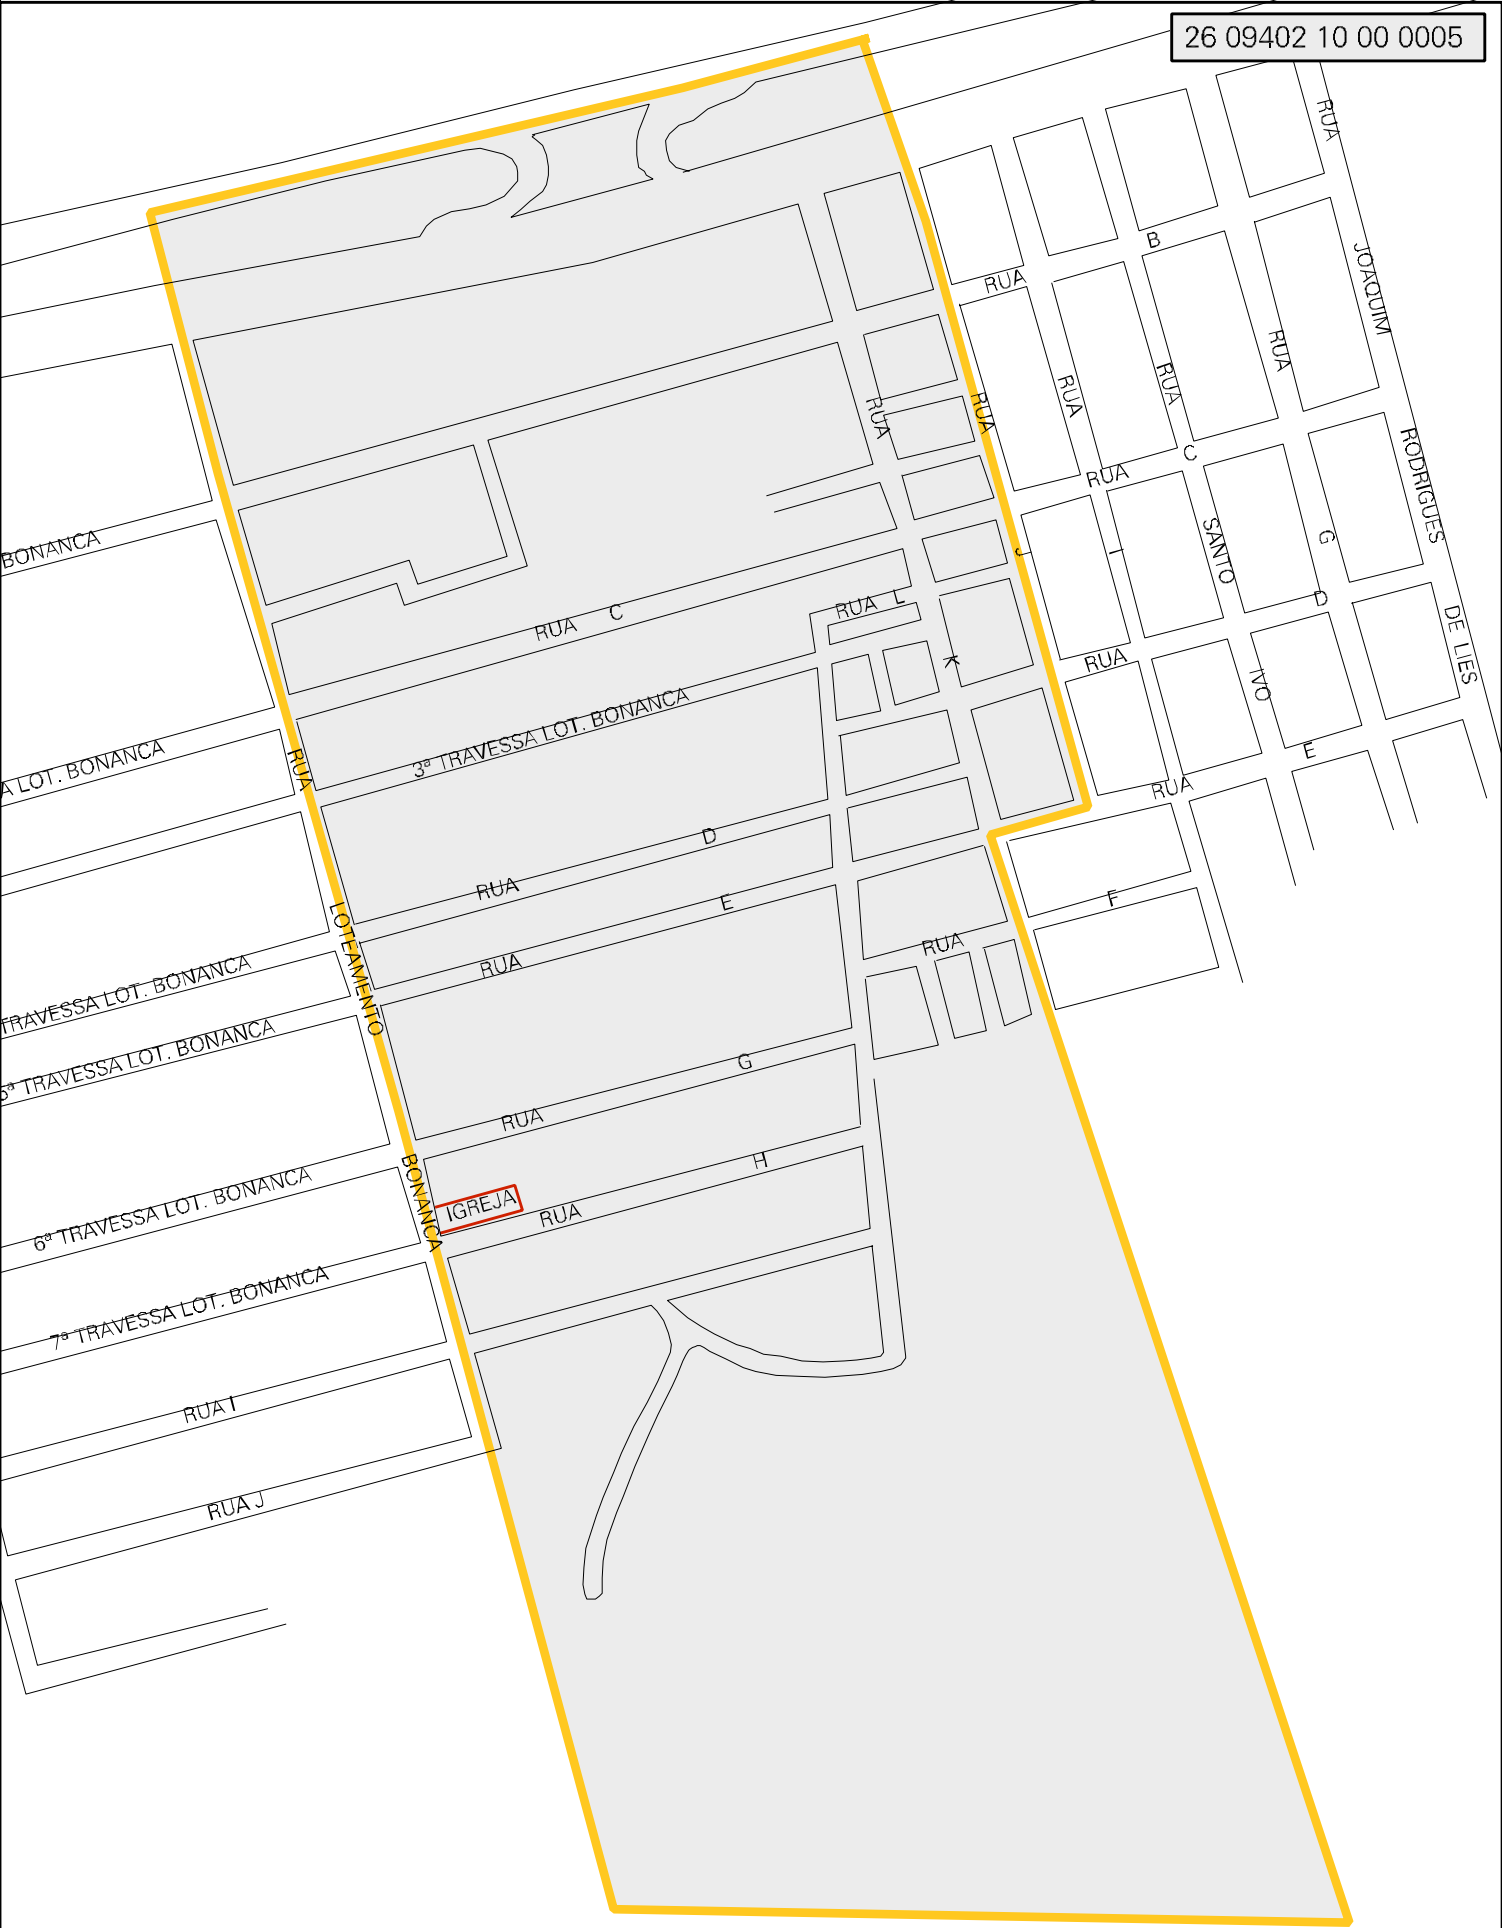 26 09402 10 00 0005
RUA JOAQUIM RODRIGUES DE LIES
RUA B
RUA G
RUA SANTO IVO
RUA I
RUA J
RUA K
RUA C
BONANCA
RUA D
RUA L
RUA C
3ª TRAVESSA LOT. BONANCA
A LOT. BONANCA
RUA LOTEAMENTO BONANCA
RUA E
RUA D
RUA E
RUA F
TRAVESSA LOT. BONANCA
5ª TRAVESSA LOT. BONANCA
RUA G
RUA H
IGREJA
6ª TRAVESSA LOT. BONANCA
7ª TRAVESSA LOT. BONANCA
RUA I
RUA J